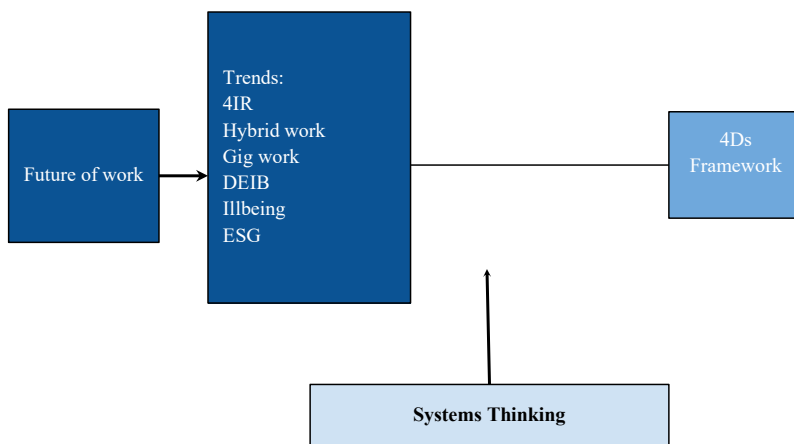 Future of work
Trends:
4IR
Hybrid work
Gig work
DEIB
Illbeing
ESG
4Ds
Framework
Systems Thinking